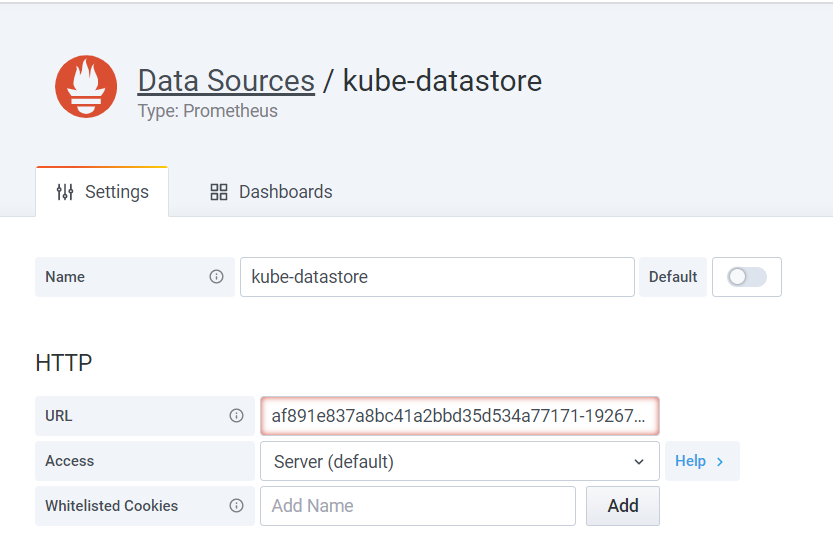 Data Sources / kube-datastore
Type: Prometheus
Settings
Dashboards
Name
kube-datastore
Default
HTTP
URL
af891e837a8bc41a2bbd35d534a77171-19267...
Access
Server (default)
Help
Whitelisted Cookies
Add Name
Add